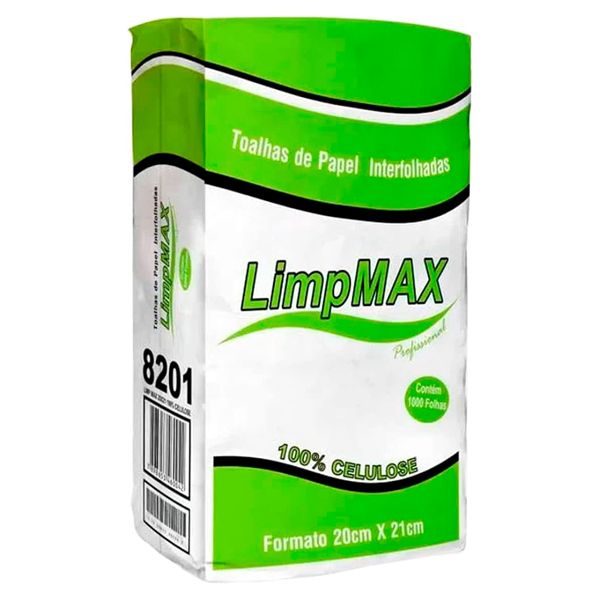 Toalhas de Papel Interfolhadas
LimpMAX
Profissional
Contém
1000 Folhas
100% CELULOSE
Formato 20cm X 21cm
Toalhas de Papel Interfolhadas
LimpMAX
8201